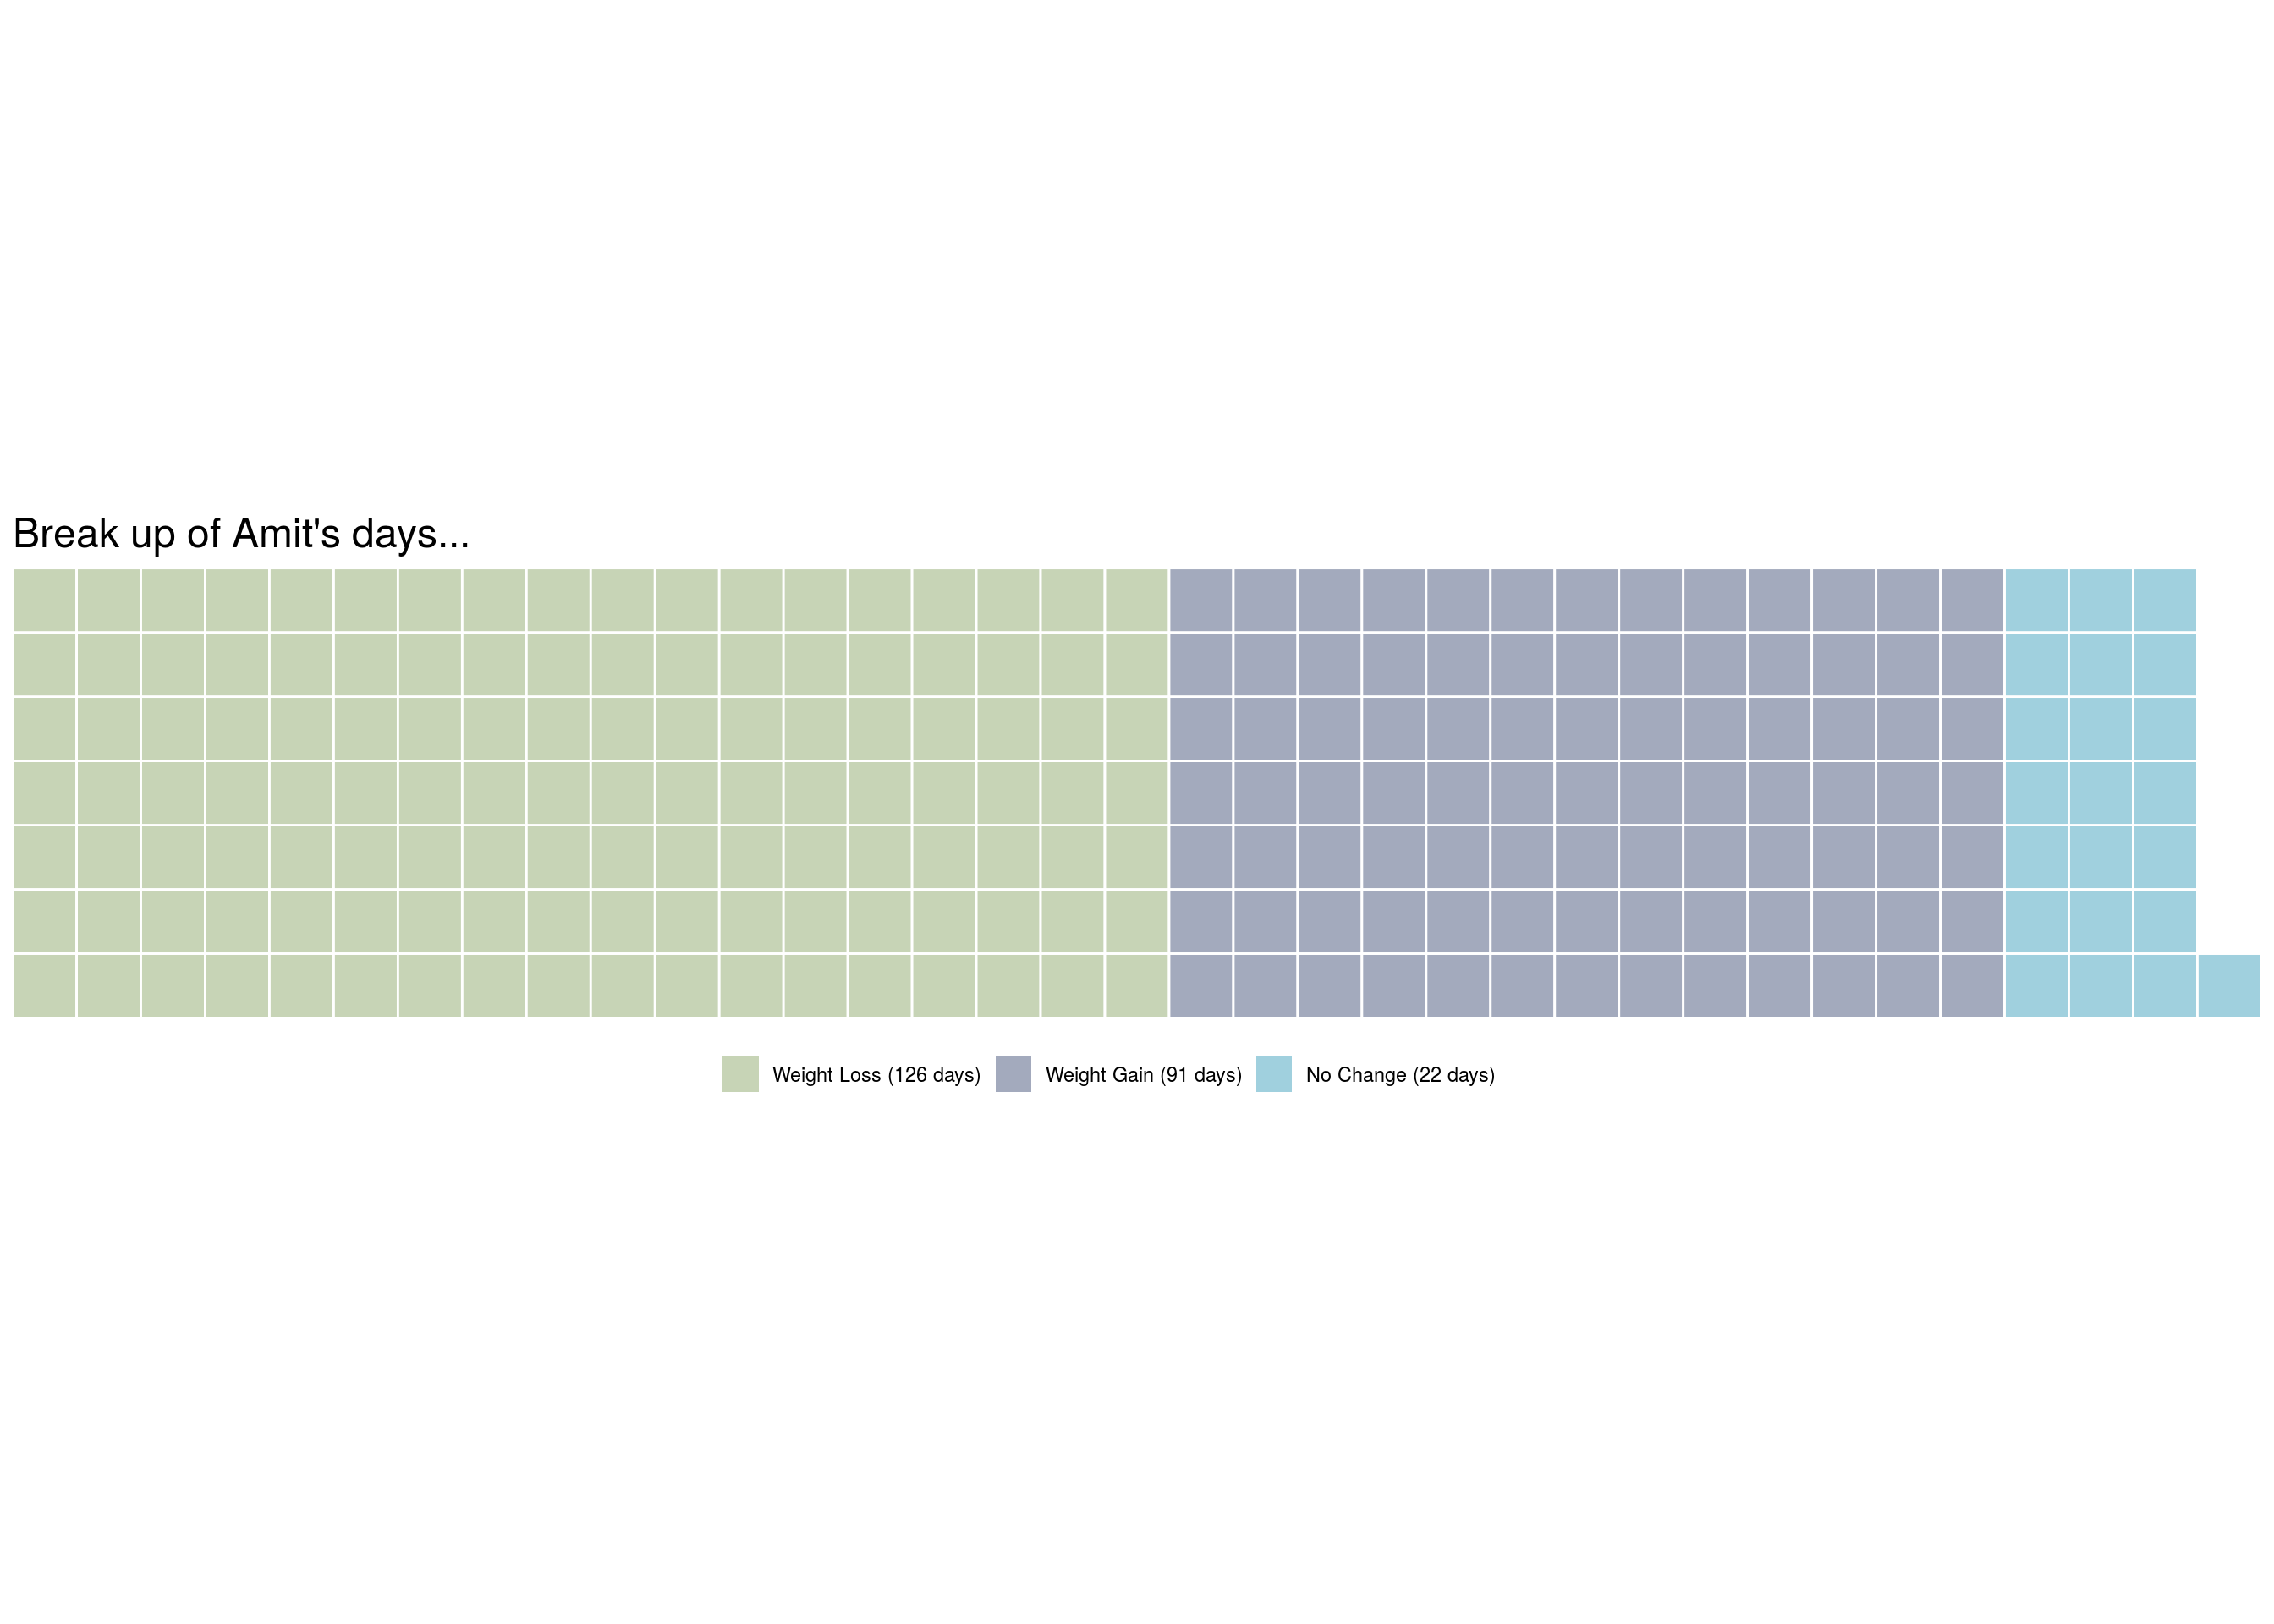 Break up of Amit's days...
Weight Loss (126 days) Weight Gain (91 days) No Change (22 days)